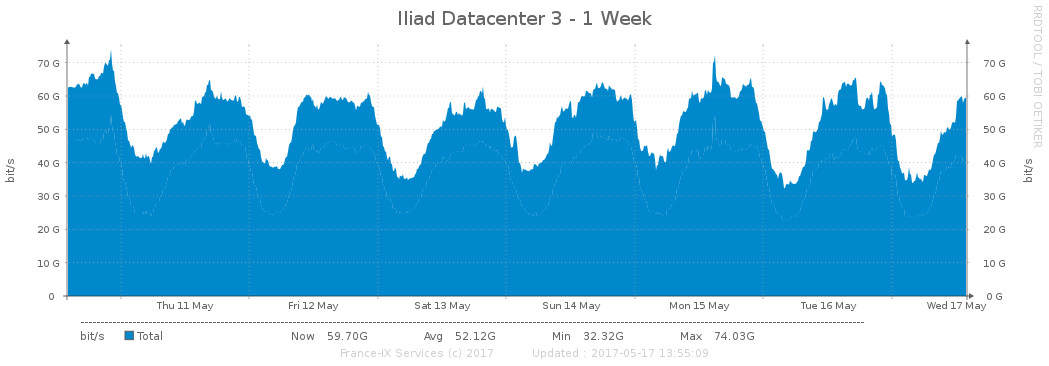 Iliad Datacenter 3 - 1 Week
RRDTOOL / TOBI OETIKER
bit/s
70 G 70 G
60 G 60 G
50 G 50 G
40 G 40 G
30 G 30 G
20 G 20 G
10 G 10 G
0 0 G
bit/s
Thu 11 May Fri 12 May Sat 13 May Sun 14 May Mon 15 May Tue 16 May Wed 17 May
bit/s Total Now 59.70G Avg 52.12G Min 32.32G Max 74.03G
France-IX Services (c) 2017 Updated : 2017-05-17 13:55:09